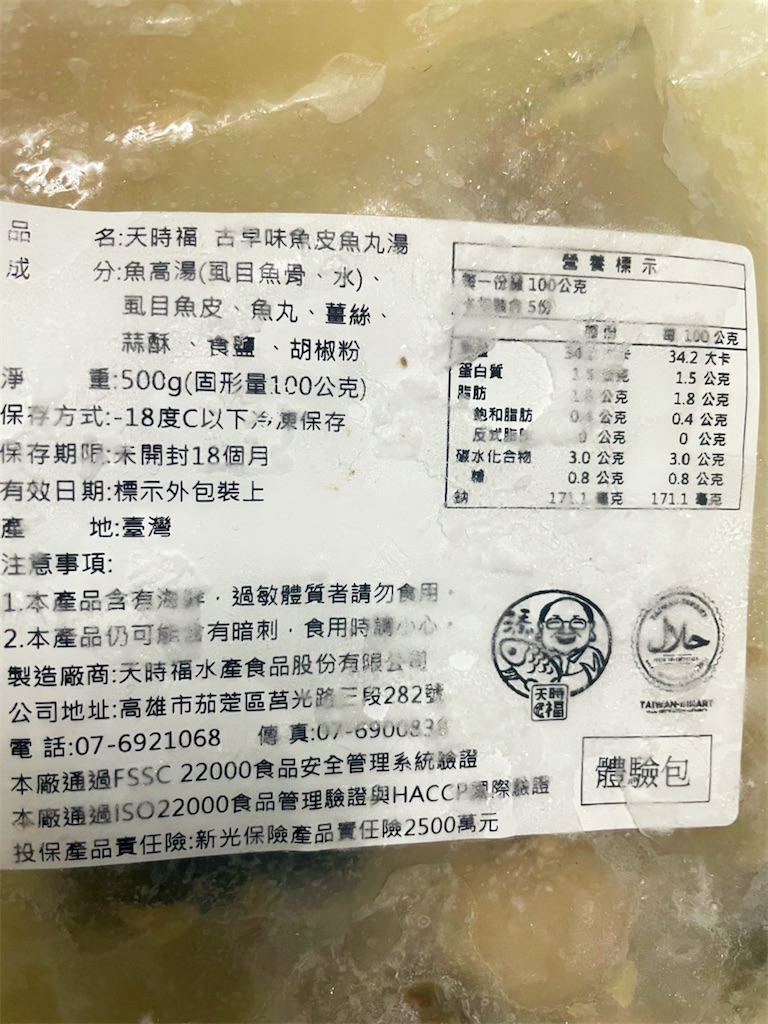 品 名:天時福 古早味魚皮魚丸湯
成 分:魚高湯(虱目魚骨、水)、
虱目魚皮、魚丸、薑絲、
蒜酥、食鹽、胡椒粉
淨 重:500g(固形量100公克)
保存方式:-18度C以下冷凍保存
保存期限:未開封18個月
有效日期:標示外包裝上
產 地:臺灣
注意事項:
1.本產品含有海鮮，過敏體質者請勿食用。
2.本產品仍可能含有暗刺，食用時請小心。
製造廠商:天時福水產食品股份有限公司
公司地址:高雄市茄萣區莒光路三段282號
電 話:07-6921068 傳 真:07-690083
本廠通過FSSC 22000食品安全管理系統驗證
本廠通過ISO22000食品管理驗證與HACCP國際驗證
投保產品責任險:新光保險產品責任險2500萬元
營養標示
每一份量 100公克
本包裝含 5份
每份 每 100 公克
34.2 大卡
蛋白質 1.5 公克 1.5 公克
脂肪 1.8 公克 1.8 公克
飽和脂肪 0.4 公克 0.4 公克
反式脂 0 公克 0 公克
碳水化合物 3.0 公克 3.0 公克
糖 0.8 公克 0.8 公克
鈉 171.1 毫克 171.1 毫克
添
天時
福
حلال
體驗包